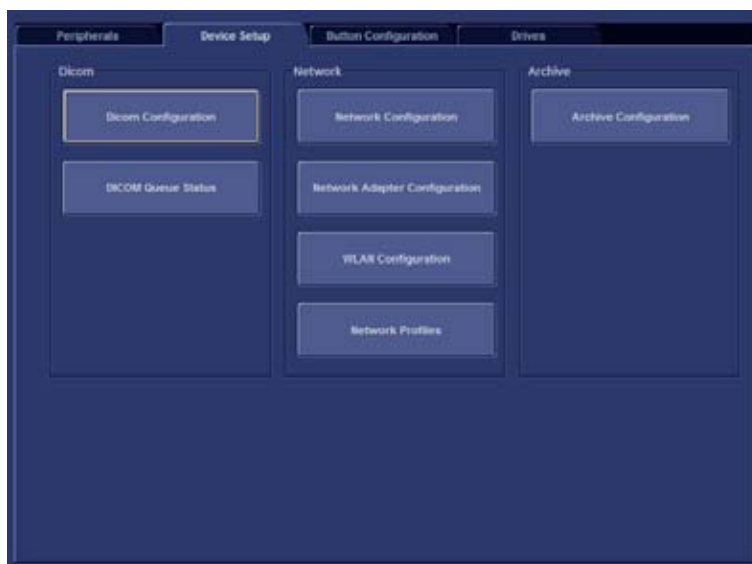 Peripherals Device Setup Button Configuration Drives
Dicom Network Archive
Dicom Configuration Network Configuration Archive Configuration
DICOM Queue Status Network Adapter Configuration
WLAN Configuration
Network Profiles